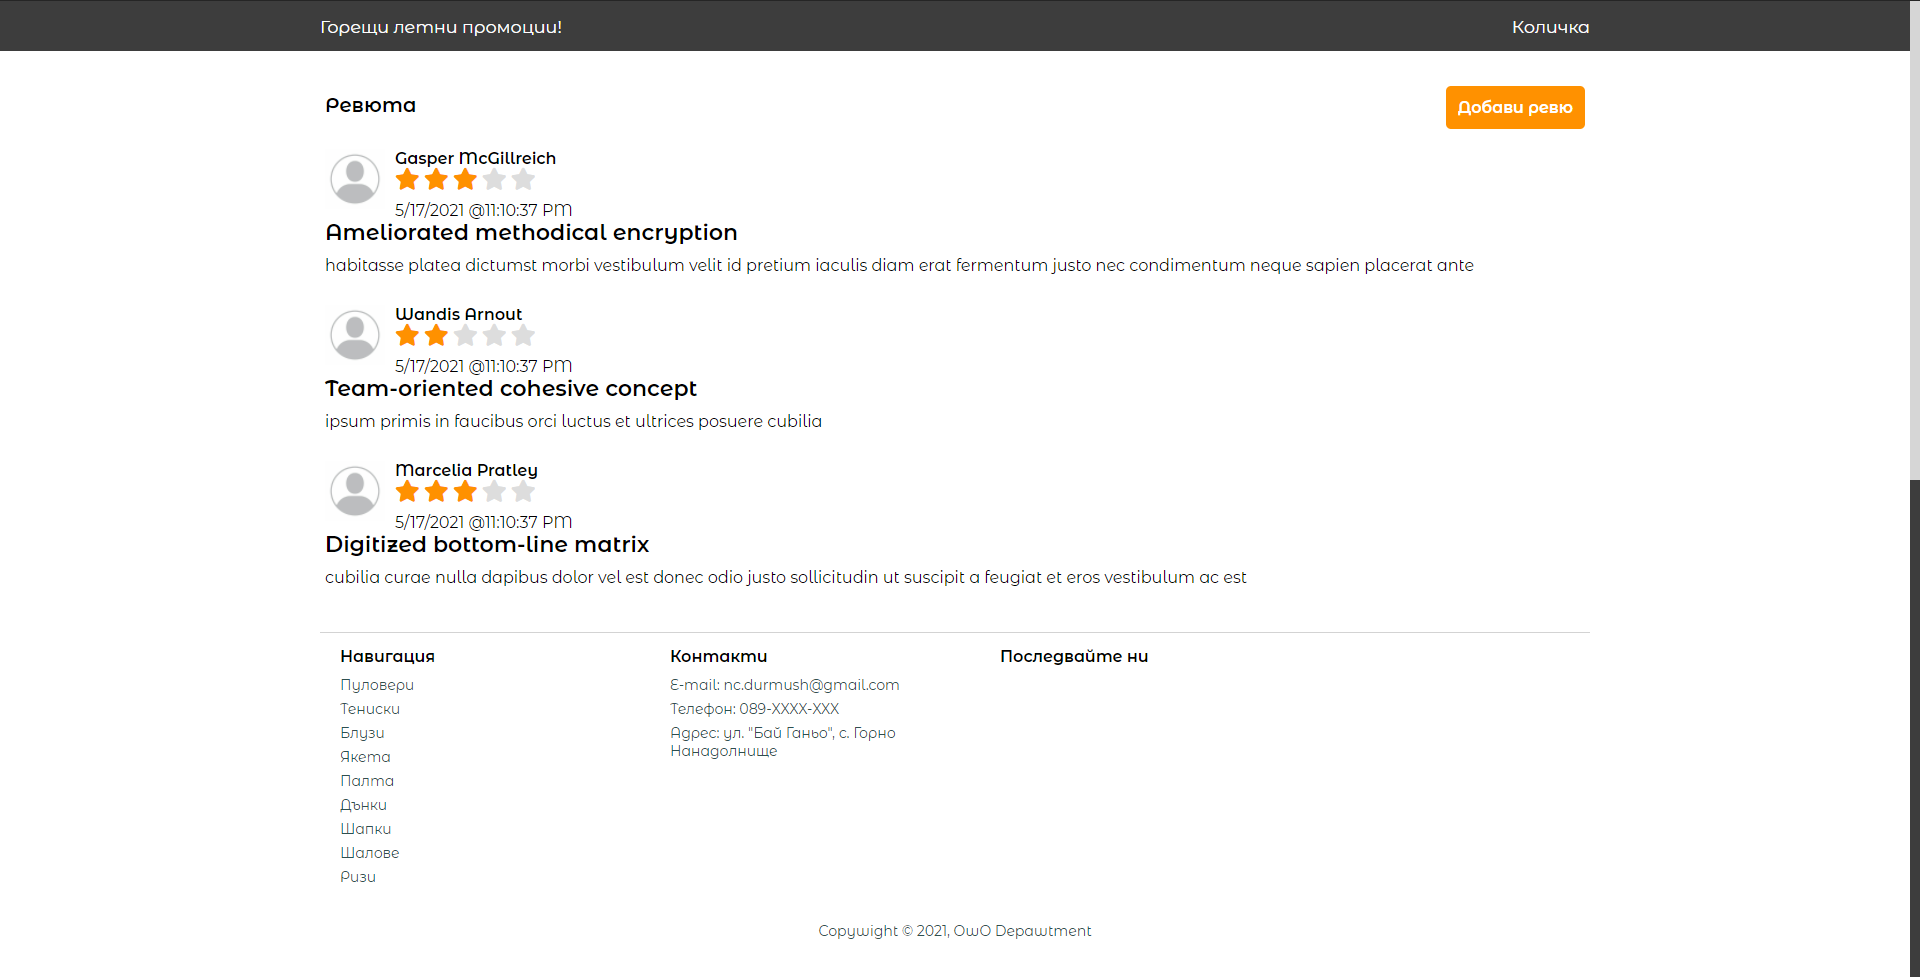 Горещи летни промоции!
Количка
Ревюта
Добави ревю
Gasper McGillreich
5/17/2021 @11:10:37 PM
Ameliorated methodical encryption
habitasse platea dictumst morbi vestibulum velit id pretium iaculis diam erat fermentum justo nec condimentum neque sapien placerat ante
Wandis Arnout
5/17/2021 @11:10:37 PM
Team-oriented cohesive concept
ipsum primis in faucibus orci luctus et ultrices posuere cubilia
Marcelia Pratley
5/17/2021 @11:10:37 PM
Digitized bottom-line matrix
cubilia curae nulla dapibus dolor vel est donec odio justo sollicitudin ut suscipit a feugiat et eros vestibulum ac est
Навигация
Пуловери
Тениски
Блузи
Якета
Палта
Дънки
Шапки
Шалове
Ризи
Контакти
E-mail: nc.durmush@gmail.com
Телефон: 089-XXXX-XXX
Адрес: ул. "Бай Ганьо", с. Горно
Нанадолнище
Последвайте ни
Copywight © 2021, OwO Depawtment